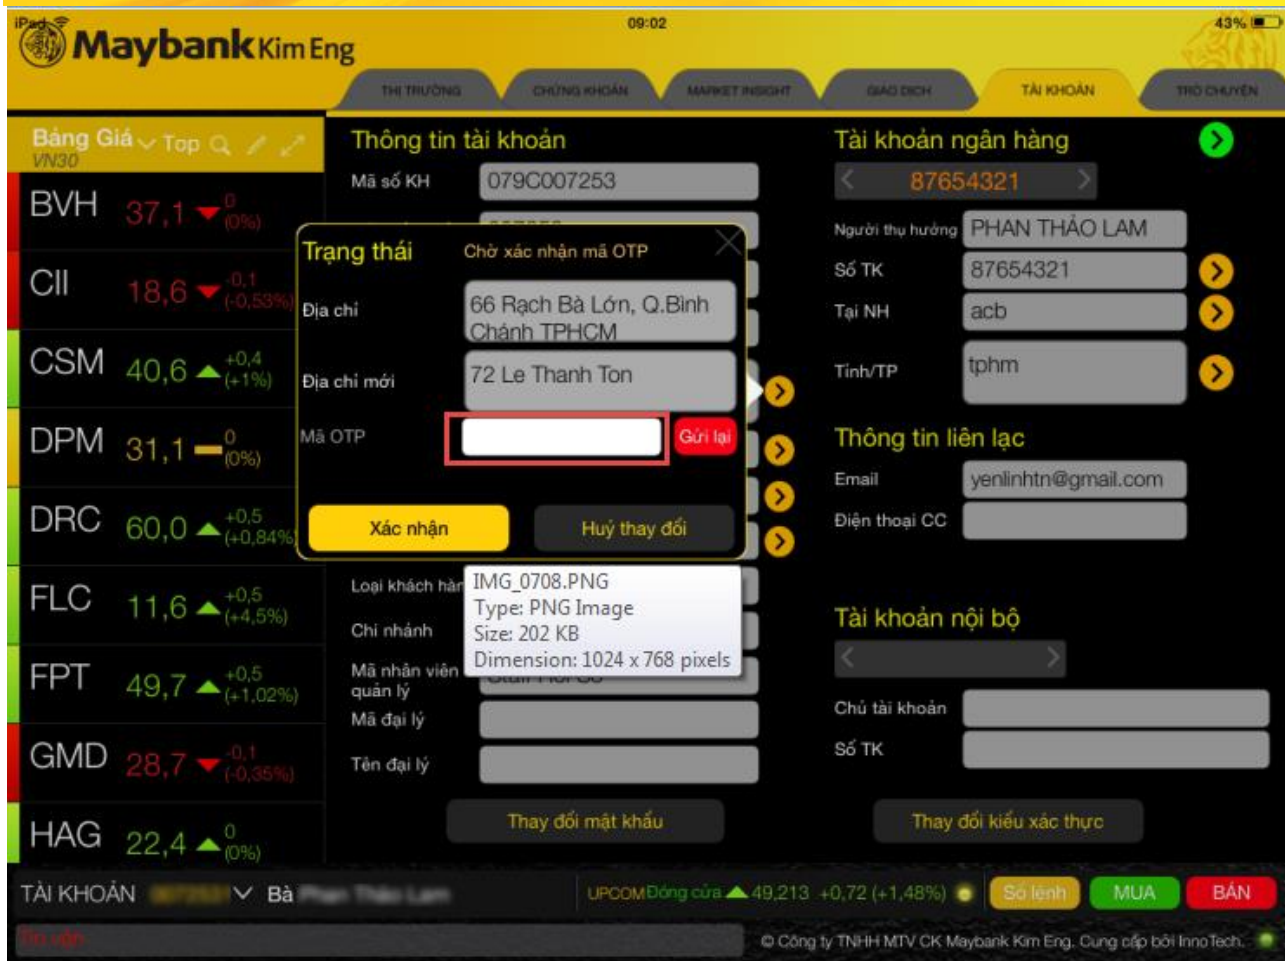 iPad 09:02 43%
Maybank Kim Eng
THỊ TRƯỜNG CHỨNG KHOÁN MARKET INSIGHT GIAO DỊCH TÀI KHOẢN TRÒ CHUYỆN
Bảng Giá Top
VN30
BVH 37,1 0 (0%)
CII 18,6 -0,1 (-0,53%)
CSM 40,6 +0,4 (+1%)
DPM 31,1 0 (0%)
DRC 60,0 +0,5 (+0,84%)
FLC 11,6 +0,5 (+4,5%)
FPT 49,7 +0,5 (+1,02%)
GMD 28,7 -0,1 (-0,35%)
HAG 22,4 0 (0%)
Thông tin tài khoản
Mã số KH 079C007253
Trạng thái Chờ xác nhận mã OTP
Địa chỉ 66 Rạch Bà Lớn, Q.Bình
Chánh TPHCM
Địa chỉ mới 72 Le Thanh Ton
Mã OTP Gửi lại
Xác nhận Huỷ thay đổi
IMG_0708.PNG
Type: PNG Image
Size: 202 KB
Dimension: 1024 x 768 pixels
Loại khách hàn
Chi nhánh
Mã nhân viên
quản lý
Mã đại lý
Tên đại lý
Thay đổi mật khẩu
Tài khoản ngân hàng
87654321
Người thụ hưởng PHAN THẢO LAM
Số TK 87654321
Tại NH acb
Tỉnh/TP tphm
Thông tin liên lạc
Email yenlinhtn@gmail.com
Điện thoại CC
Tài khoản nội bộ
Chủ tài khoản
Số TK
Thay đổi kiểu xác thực
TÀI KHOẢN Bà Phan Thảo Lam UPCOM Đóng cửa 49,213 +0,72 (+1,48%) Sổ lệnh MUA BÁN
Tin vắn © Công ty TNHH MTV CK Maybank Kim Eng. Cung cấp bởi InnoTech.